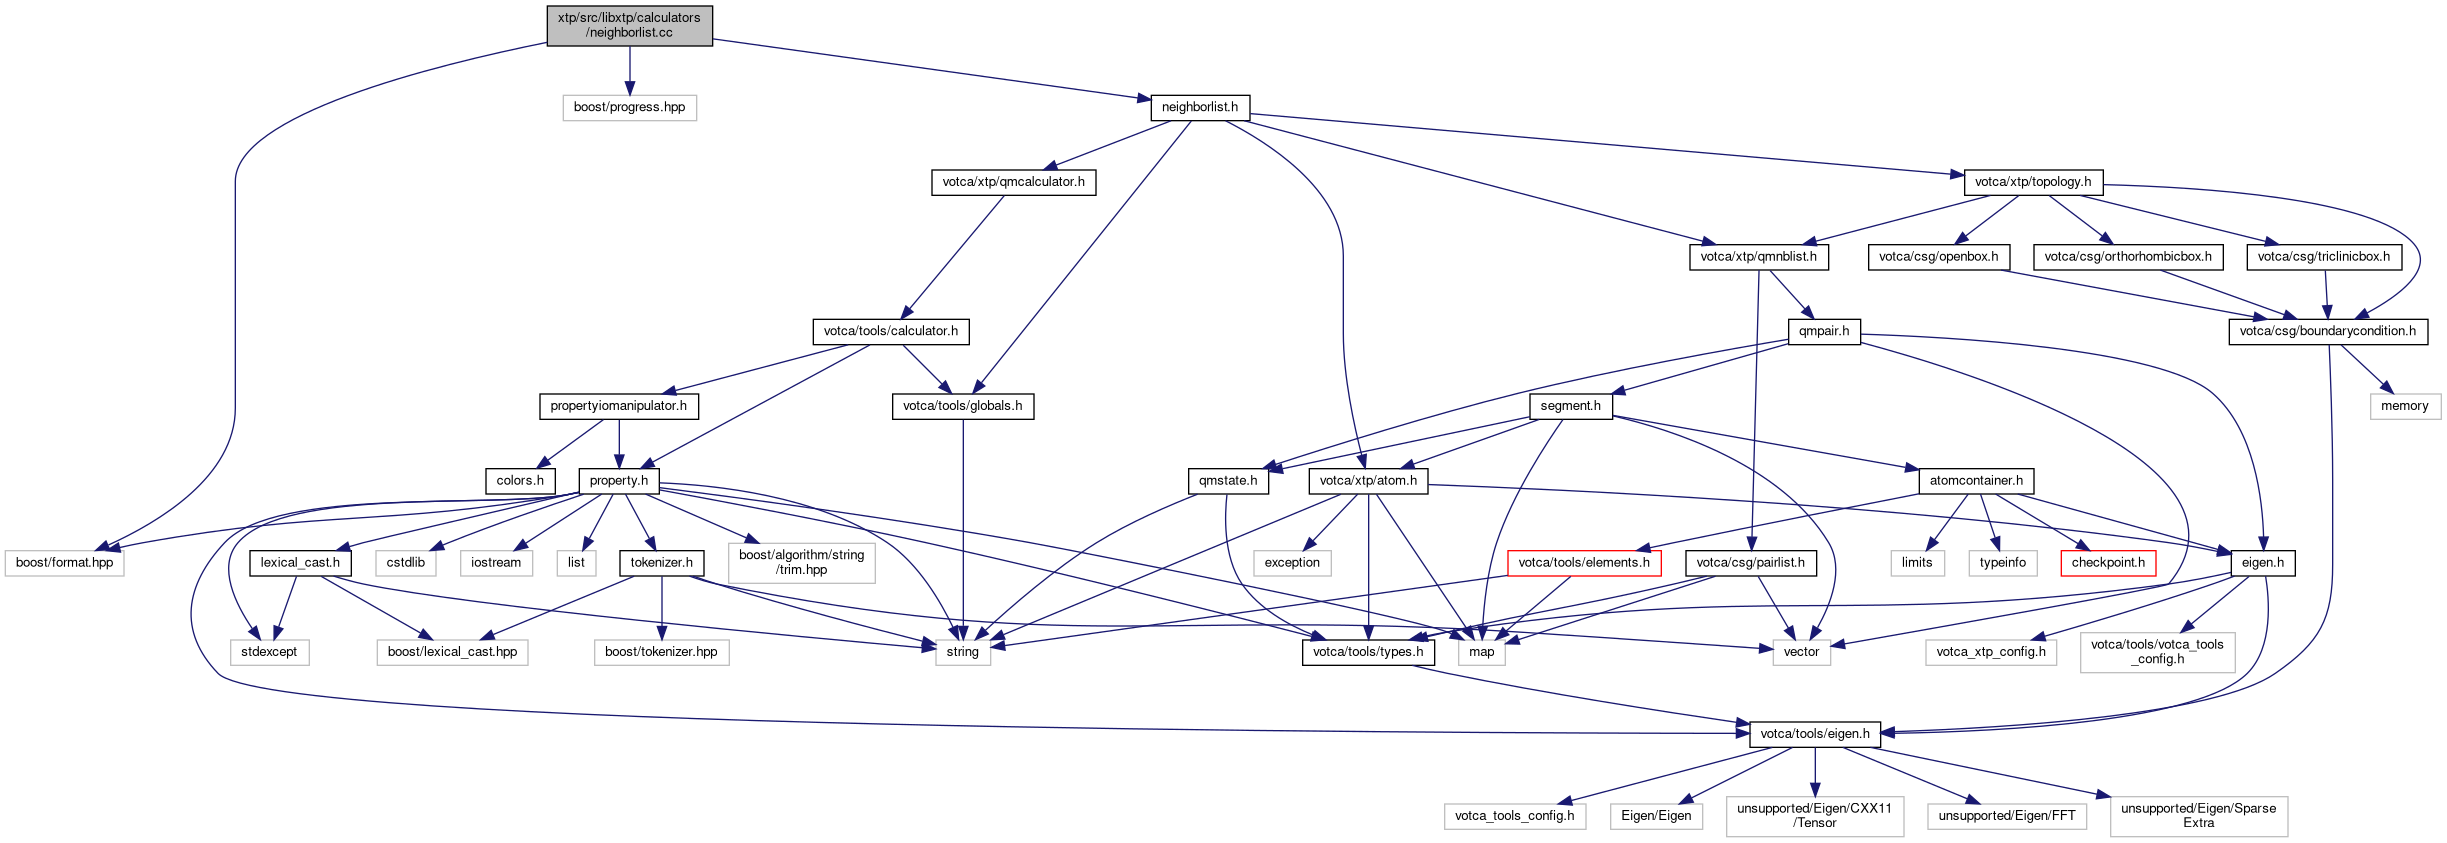 xtp/src/libxtp/calculators
/neighborlist.cc
boost/progress.hpp
neighborlist.h
votca/xtp/qmcalculator.h
votca/xtp/topology.h
votca/xtp/qmnblist.h
votca/csg/openbox.h
votca/csg/orthorhombicbox.h
votca/csg/triclinicbox.h
votca/tools/calculator.h
qmpair.h
votca/csg/boundarycondition.h
propertyiomanipulator.h
votca/tools/globals.h
segment.h
memory
colors.h
property.h
qmstate.h
votca/xtp/atom.h
atomcontainer.h
boost/format.hpp
lexical_cast.h
cstdlib
iostream
list
tokenizer.h
boost/algorithm/string
/trim.hpp
exception
votca/tools/elements.h
votca/csg/pairlist.h
limits
typeinfo
checkpoint.h
eigen.h
stdexcept
boost/lexical_cast.hpp
boost/tokenizer.hpp
string
votca/tools/types.h
map
vector
votca_xtp_config.h
votca/tools/votca_tools
_config.h
votca/tools/eigen.h
votca_tools_config.h
Eigen/Eigen
unsupported/Eigen/CXX11
/Tensor
unsupported/Eigen/FFT
unsupported/Eigen/Sparse
Extra